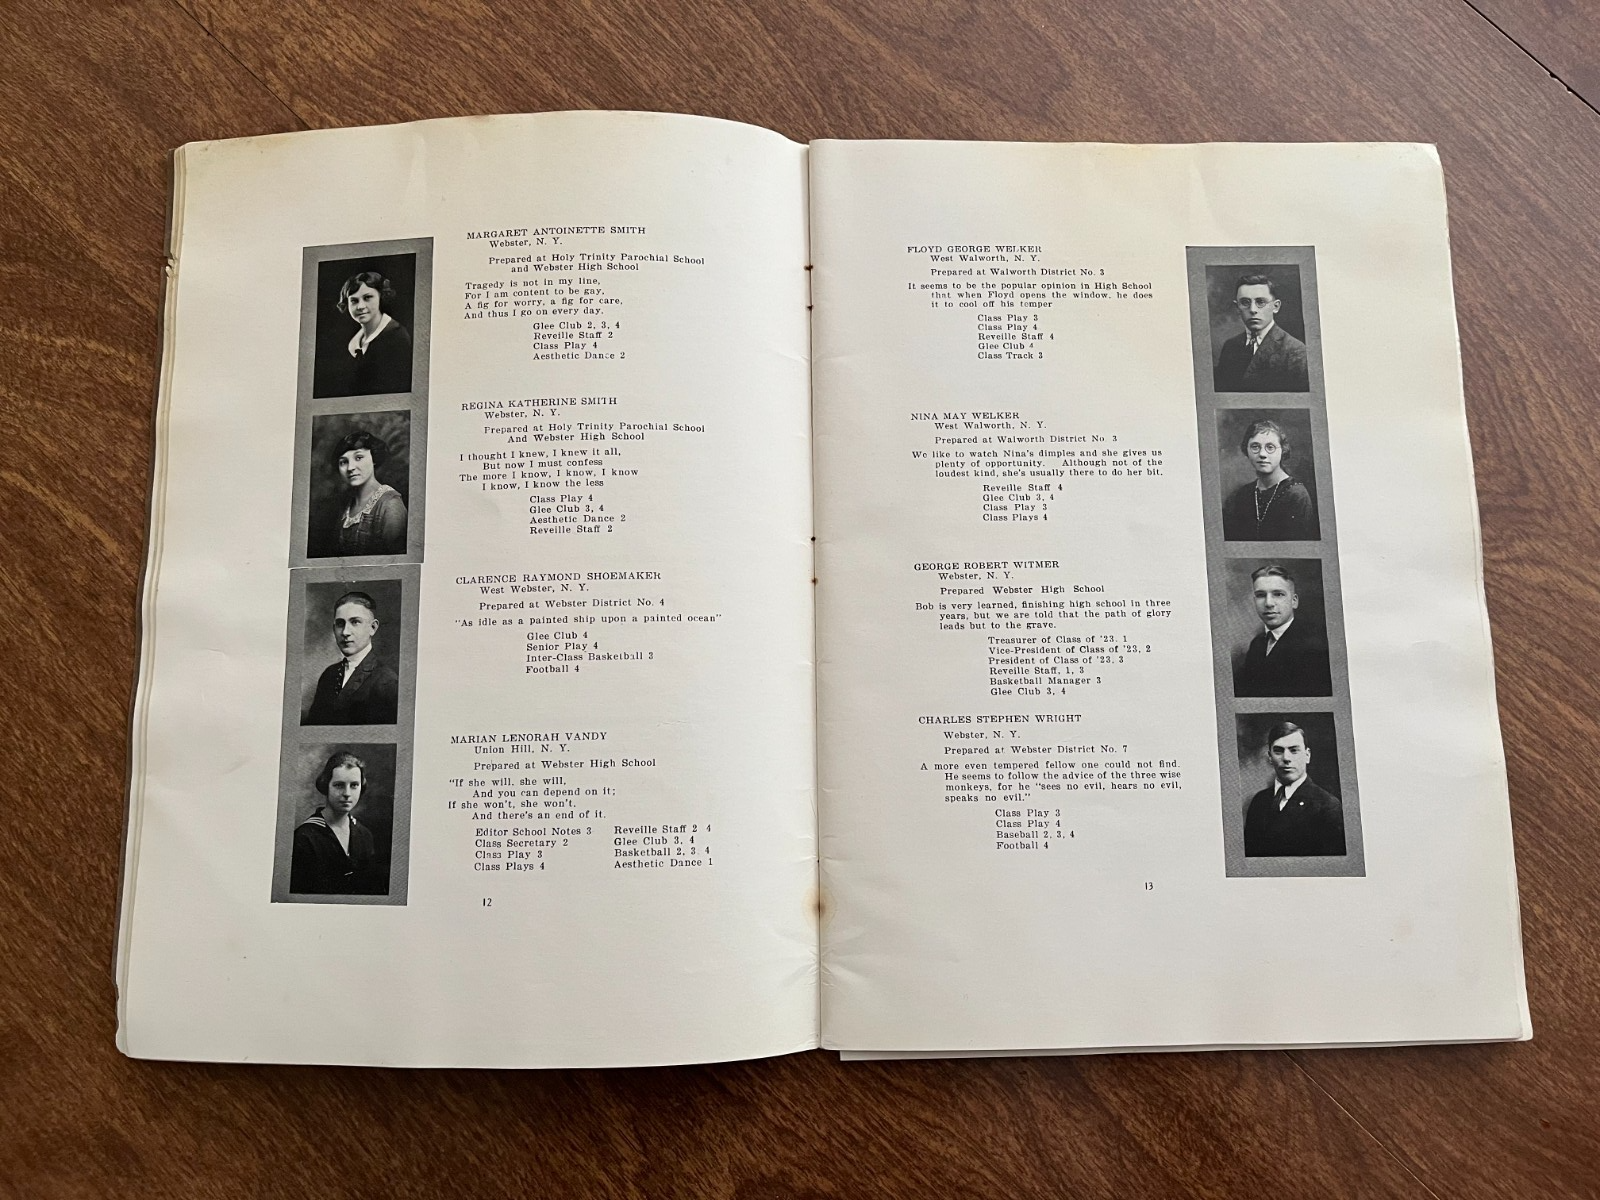 MARGARET ANTOINETTE SMITH
Webster, N. Y.
Prepared at Holy Trinity Parochial School
and Webster High School
Tragedy is not in my line,
For I am content to be gay,
A fig for worry, a fig for care,
And thus I go on every day.
Glee Club 2, 3, 4
Reveille Staff 2
Class Play 4
Aesthetic Dance 2
REGINA KATHERINE SMITH
Webster, N. Y.
Prepared at Holy Trinity Parochial School
And Webster High School
I thought I knew, I knew it all,
But now I must confess
The more I know, I know, I know
I know, I know the less
Class Play 4
Glee Club 3, 4
Aesthetic Dance 2
Reveille Staff 2
CLARENCE RAYMOND SHOEMAKER
West Webster, N. Y.
Prepared at Webster District No. 4
"As idle as a painted ship upon a painted ocean"
Glee Club 4
Senior Play 4
Inter-Class Basketball 3
Football 4
MARIAN LENORAH VANDY
Union Hill, N. Y.
Prepared at Webster High School
"If she will, she will,
And you can depend on it;
If she won't, she won't,
And there's an end of it.
Editor School Notes 3
Class Secretary 2
Class Play 3
Class Plays 4
Reveille Staff 2 4
Glee Club 3, 4
Basketball 2, 3 4
Aesthetic Dance 1
12
FLOYD GEORGE WELKER
West Walworth, N. Y.
Prepared at Walworth District No. 3
It seems to be the popular opinion in High School
that when Floyd opens the window, he does
it to cool off his temper
Class Play 3
Class Play 4
Reveille Staff 4
Glee Club 4
Class Track 3
NINA MAY WELKER
West Walworth, N. Y.
Prepared at Walworth District No. 3
We like to watch Nina's dimples and she gives us
plenty of opportunity. Although not of the
loudest kind, she's usually there to do her bit.
Reveille Staff 4
Glee Club 3, 4
Class Play 3
Class Plays 4
GEORGE ROBERT WITMER
Webster, N. Y.
Prepared Webster High School
Bob is very learned, finishing high school in three
years, but we are told that the path of glory
leads but to the grave.
Treasurer of Class of '23. 1
Vice-President of Class of '23, 2
President of Class of '23, 3
Reveille Staff, 1, 3
Basketball Manager 3
Glee Club 3, 4
CHARLES STEPHEN WRIGHT
Webster, N. Y.
Prepared at Webster District No. 7
A more even tempered fellow one could not find.
He seems to follow the advice of the three wise
monkeys, for he "sees no evil, hears no evil,
speaks no evil."
Class Play 3
Class Play 4
Baseball 2, 3, 4
Football 4
13